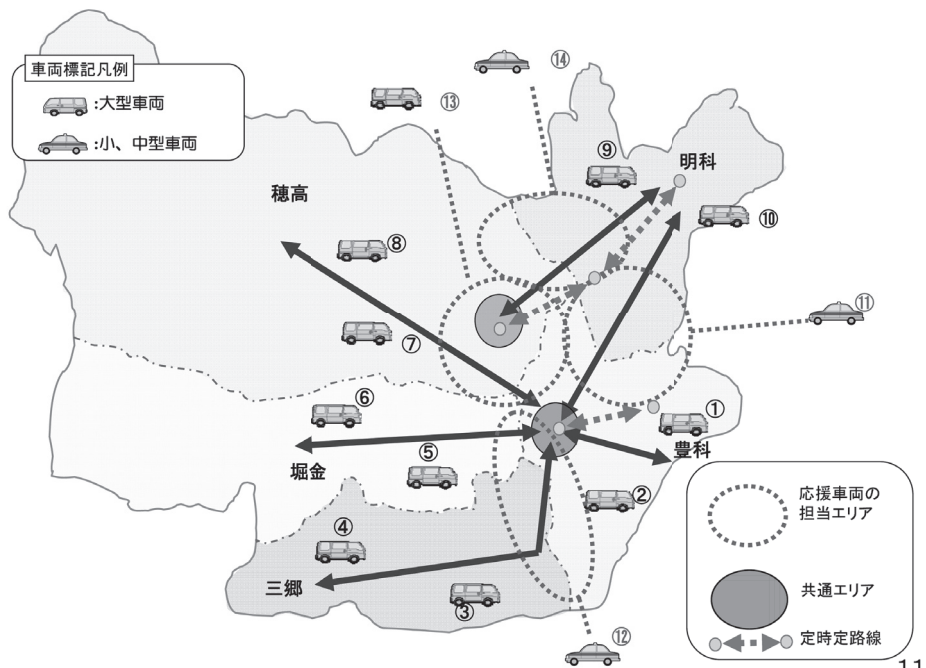 車両標記凡例
:大型車両
:小、中型車両
⑭
⑬
⑨
明科
⑩
穂高
⑧
⑪
⑦
⑥
①
豊科
堀金
⑤
②
④
三郷
③
⑫
応援車両の
担当エリア
共通エリア
定時定路線
11